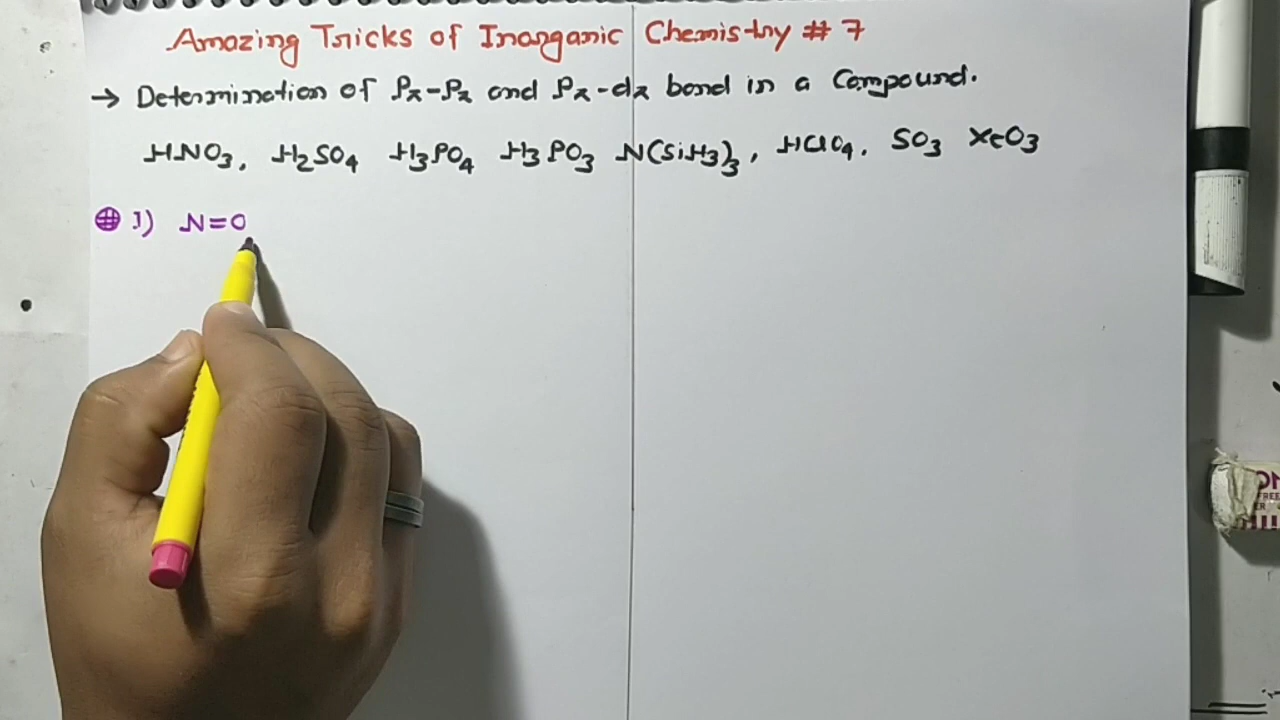 Amazing Tricks of Inorganic Chemistry # 7
→ Determination of Pπ-Pπ and Pπ-dπ bond in a Compound.
HNO3, H2SO4 H3PO4 H3PO3 N(SiH3)3, HClO4. SO3 XeO3
1) N=O